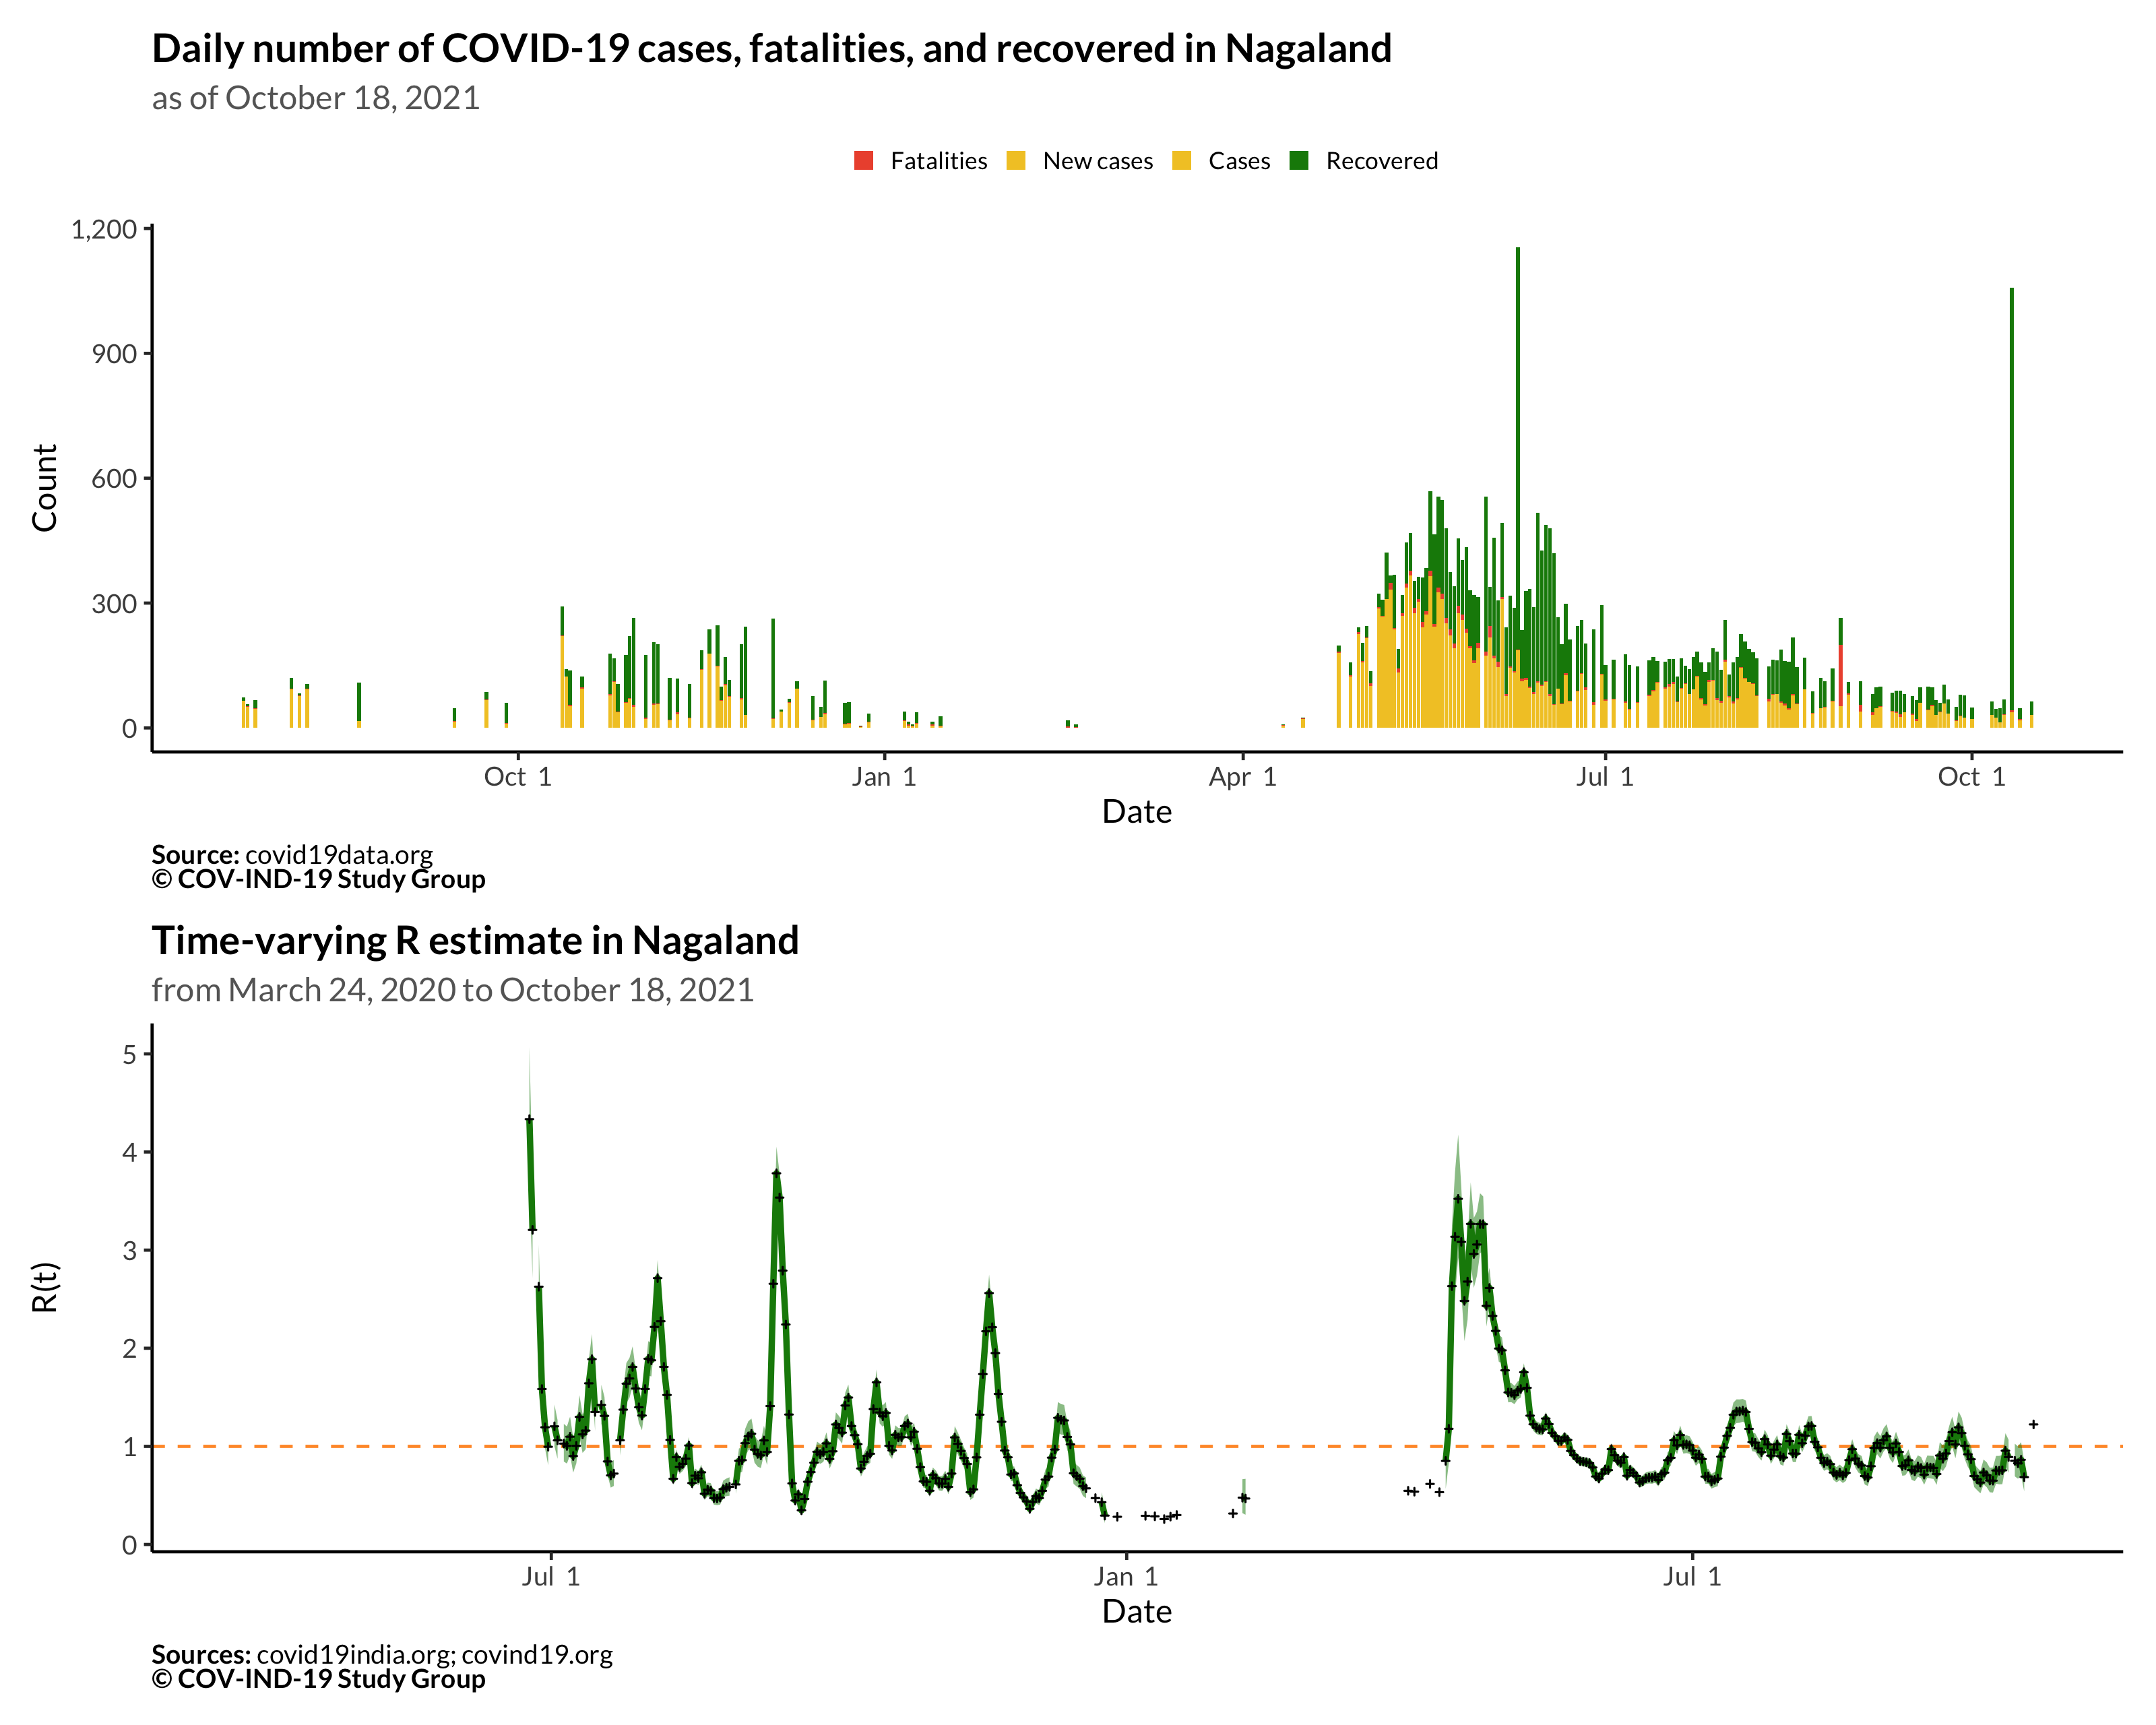 Daily number of COVID-19 cases, fatalities, and recovered in Nagaland
as of October 18, 2021
Fatalities New cases Cases Recovered
1,200
900
600
300
0
Count
Oct 1 Jan 1 Apr 1 Jul 1 Oct 1
Date
Source: covid19data.org
© COV-IND-19 Study Group
Time-varying R estimate in Nagaland
from March 24, 2020 to October 18, 2021
5
4
3
2
1
0
R(t)
Jul 1 Jan 1 Jul 1
Date
Sources: covid19india.org; covind19.org
© COV-IND-19 Study Group